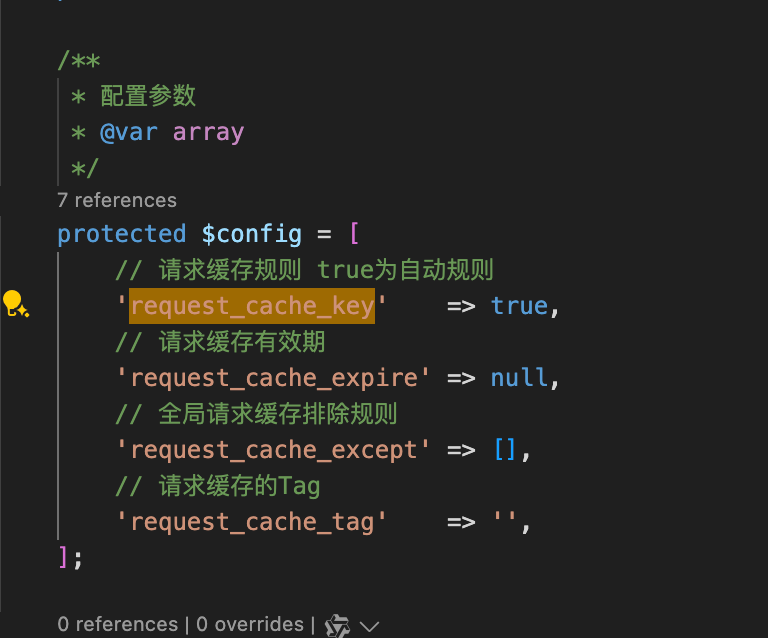 /**
* 配置参数
* @var array
*/
7 references
protected $config = [
// 请求缓存规则 true为自动规则
'request_cache_key' => true,
// 请求缓存有效期
'request_cache_expire' => null,
// 全局请求缓存排除规则
'request_cache_except' => [],
// 请求缓存的Tag
'request_cache_tag' => '',
];
0 references | 0 overrides |